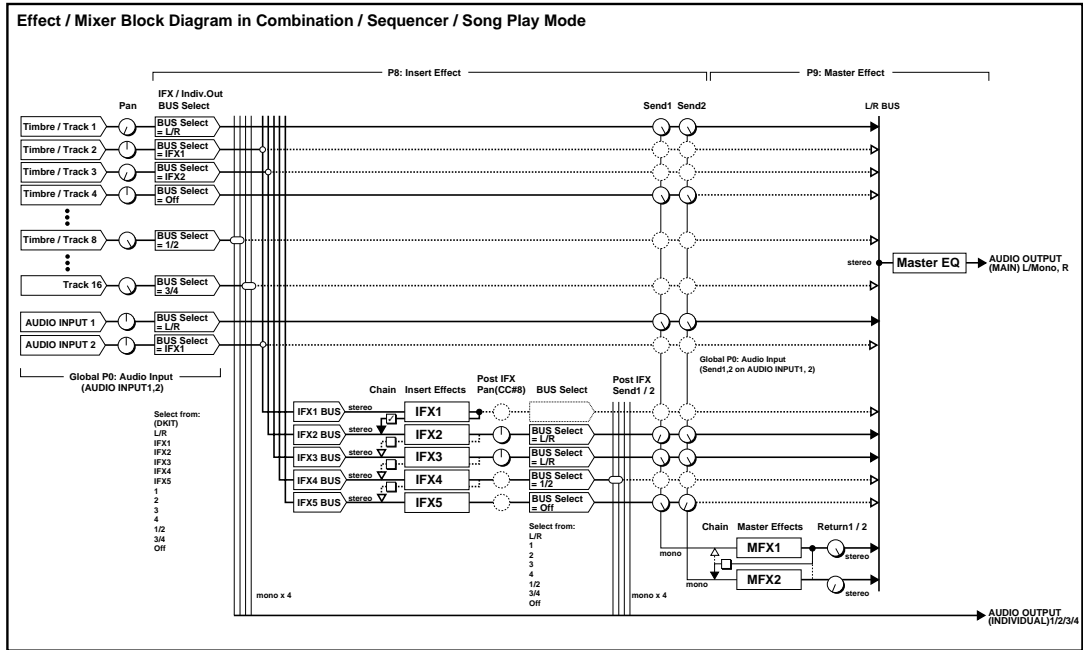 Effect / Mixer Block Diagram in Combination / Sequencer / Song Play Mode
P8: Insert Effect
P9: Master Effect
IFX / Indiv.Out
Pan
BUS Select
Send1
Send2
L/R BUS
Timbre / Track 1
BUS Select
= L/R
Timbre / Track 2
BUS Select
= IFX1
Timbre / Track 3
BUS Select
= IFX2
Timbre / Track 4
BUS Select
= Off
Timbre / Track 8
BUS Select
= 1/2
Track 16
BUS Select
= 3/4
stereo
Master EQ
AUDIO OUTPUT
(MAIN) L/Mono, R
AUDIO INPUT 1
BUS Select
= L/R
AUDIO INPUT 2
BUS Select
= IFX1
Global P0: Audio Input
(Send1,2 on AUDIO INPUT1, 2)
Global P0: Audio Input
(AUDIO INPUT1,2)
Chain
Insert Effects
Post IFX
Pan(CC#8)
BUS Select
Post IFX
Send1 / 2
IFX1 BUS
stereo
IFX1
IFX2 BUS
stereo
IFX2
BUS Select
= L/R
IFX3 BUS
stereo
IFX3
BUS Select
= L/R
IFX4 BUS
stereo
IFX4
BUS Select
= 1/2
IFX5 BUS
stereo
IFX5
BUS Select
= Off
Select from:
(DKIT)
L/R
IFX1
IFX2
IFX3
IFX4
IFX5
1
2
3
4
1/2
3/4
Off
Select from:
L/R
1
2
3
4
1/2
3/4
Off
Chain
Master Effects
Return1 / 2
mono
MFX1
stereo
mono
MFX2
stereo
mono x 4
mono x 4
AUDIO OUTPUT
(INDIVIDUAL)1/2/3/4